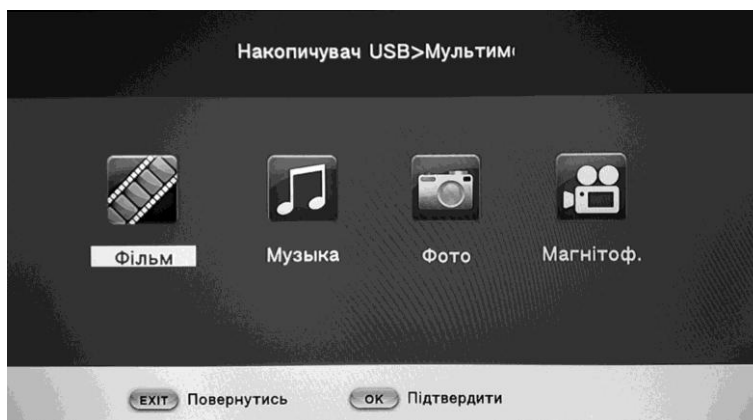 Накопичувач USB>Мультим
Фільм Музыка Фото Магнітоф.
EXIT Повернутись OK Підтвердити